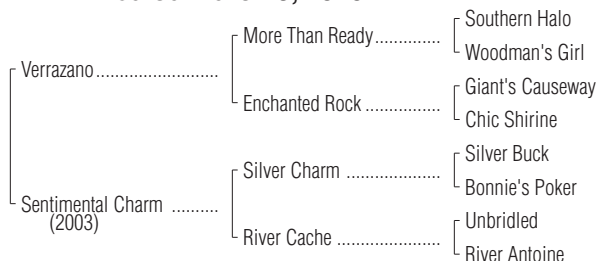 More Than Ready
Southern Halo
Woodman's Girl
Verrazano
Enchanted Rock
Giant's Causeway
Chic Shirine
Silver Charm
Silver Buck
Bonnie's Poker
Sentimental Charm
(2003)
River Cache
Unbridled
River Antoine